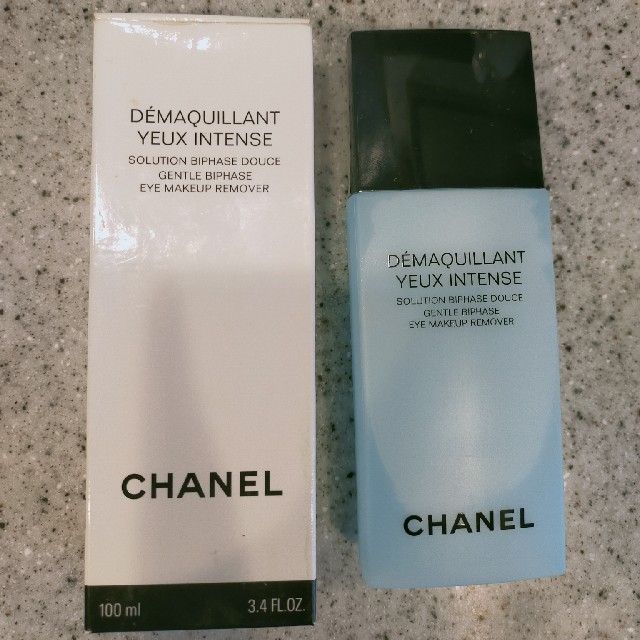 DÉMAQUILLANT
YEUX INTENSE
SOLUTION BIPHASE DOUCE
GENTLE BIPHASE
EYE MAKEUP REMOVER
CHANEL
100 ml 3.4 FL.OZ.
DÉMAQUILLANT
YEUX INTENSE
SOLUTION BIPHASE DOUCE
GENTLE BIPHASE
EYE MAKEUP REMOVER
CHANEL